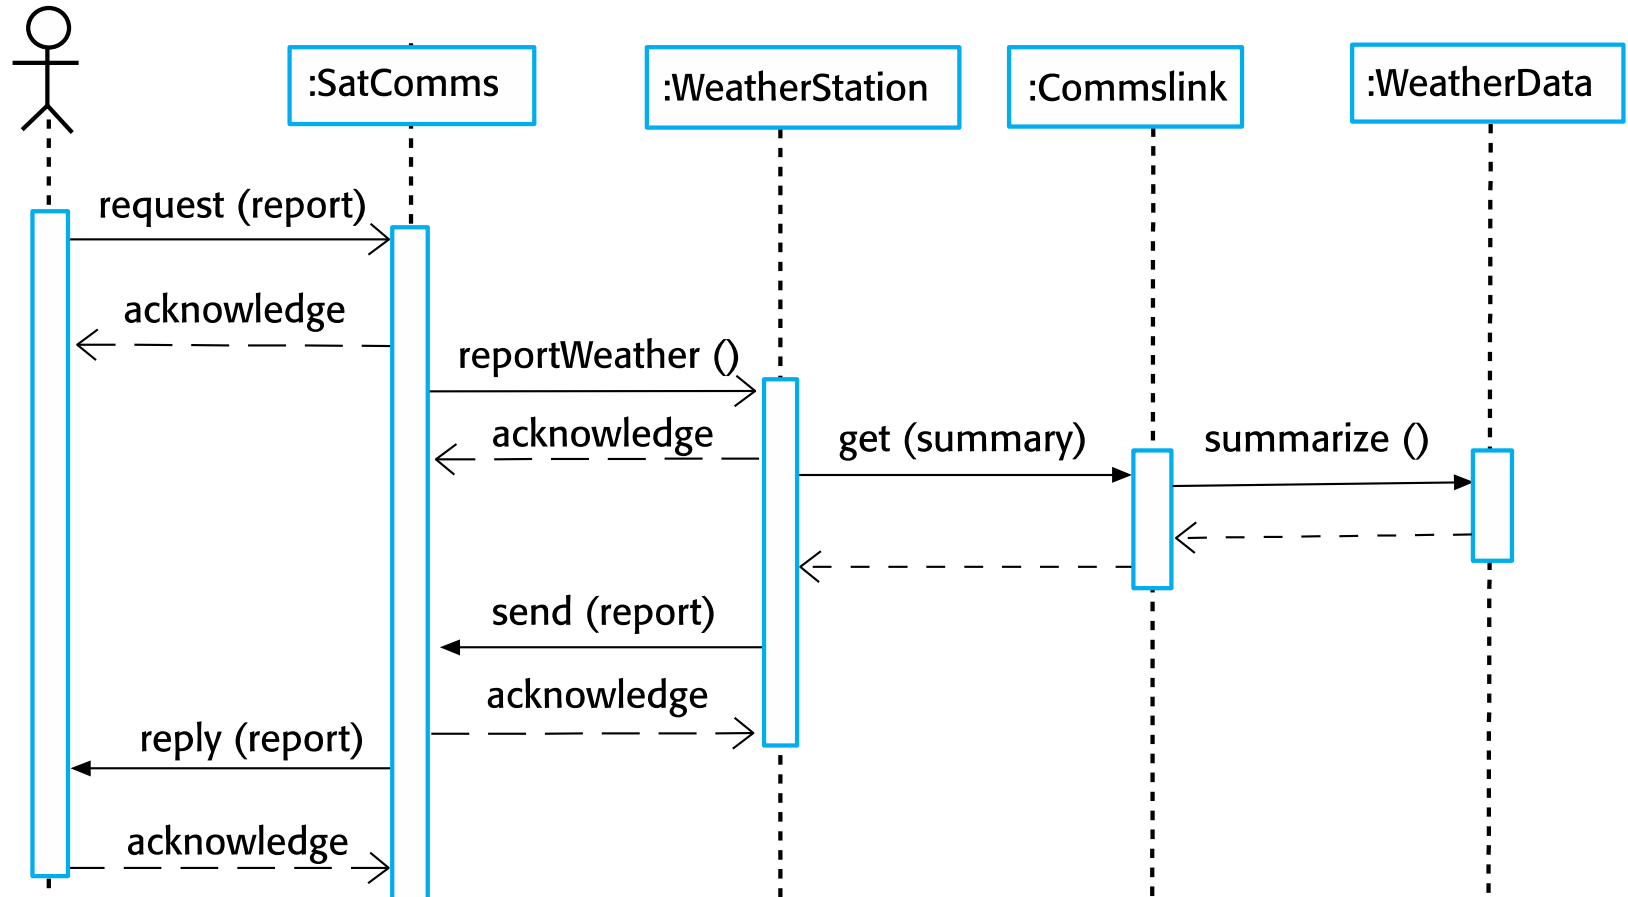 :SatComms
:WeatherStation
:Commslink
:WeatherData
request (report)
acknowledge
reportWeather ()
acknowledge
get (summary)
summarize ()
send (report)
acknowledge
reply (report)
acknowledge